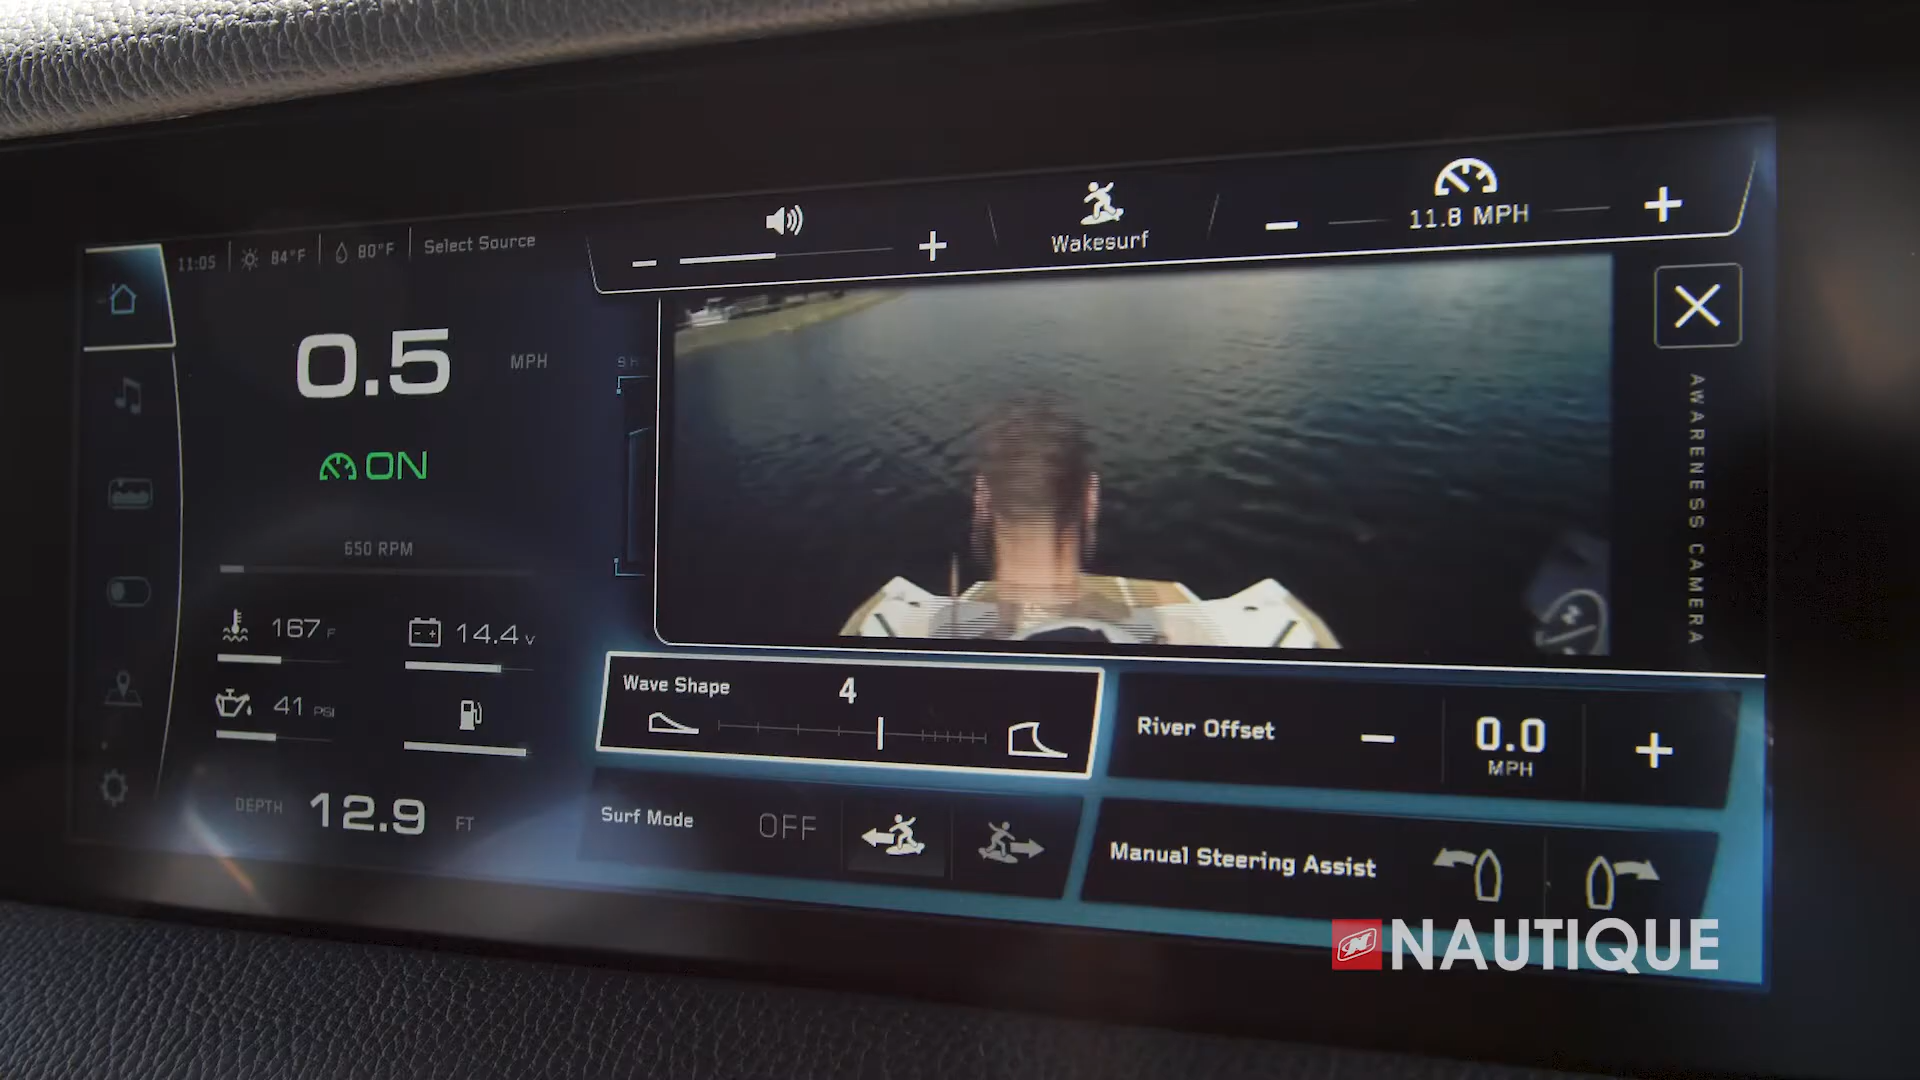 11:05 84°F 80°F Select Source
Wakesurf
11.8 MPH
0.5 MPH
ON
650 RPM
167 F
14.4 V
41 PSI
DEPTH 12.9 FT
AWARENESS CAMERA
Wave Shape 4
River Offset 0.0 MPH
Surf Mode OFF
Manual Steering Assist
NAUTIQUE